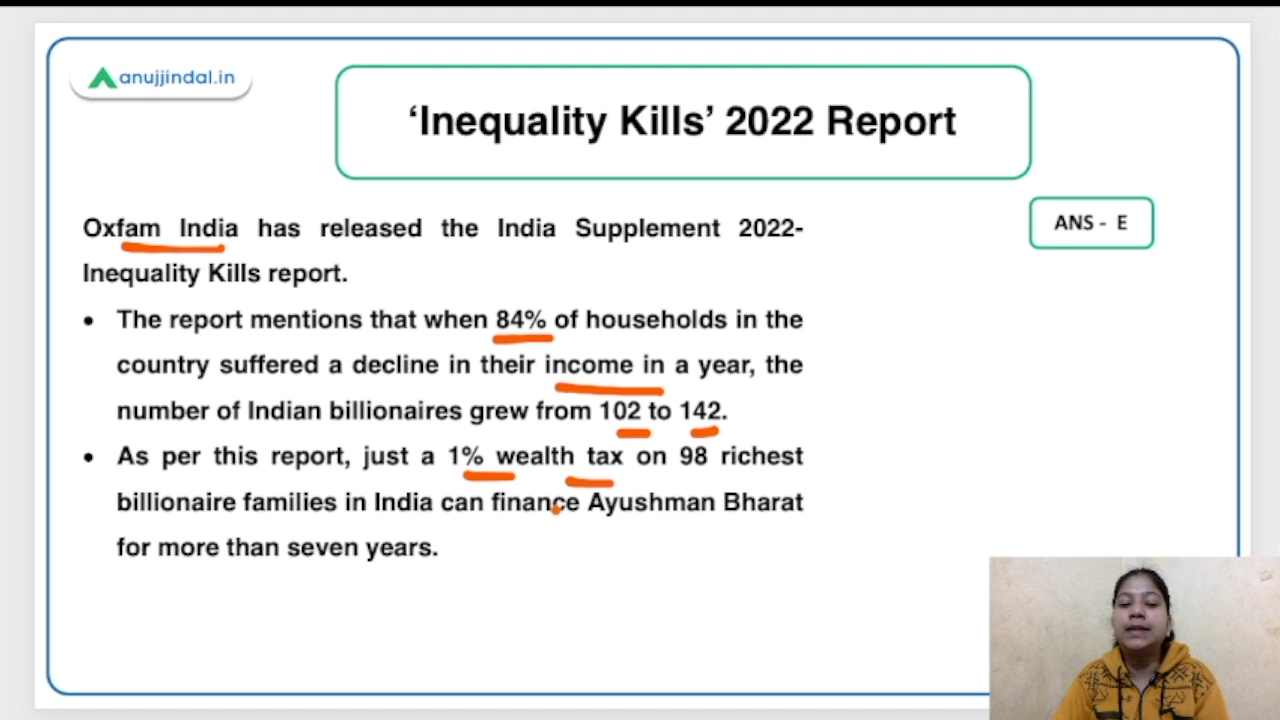 anujjindal.in
‘Inequality Kills’ 2022 Report
ANS - E
Oxfam India has released the India Supplement 2022-
Inequality Kills report.
• The report mentions that when 84% of households in the
country suffered a decline in their income in a year, the
number of Indian billionaires grew from 102 to 142.
• As per this report, just a 1% wealth tax on 98 richest
billionaire families in India can finance Ayushman Bharat
for more than seven years.